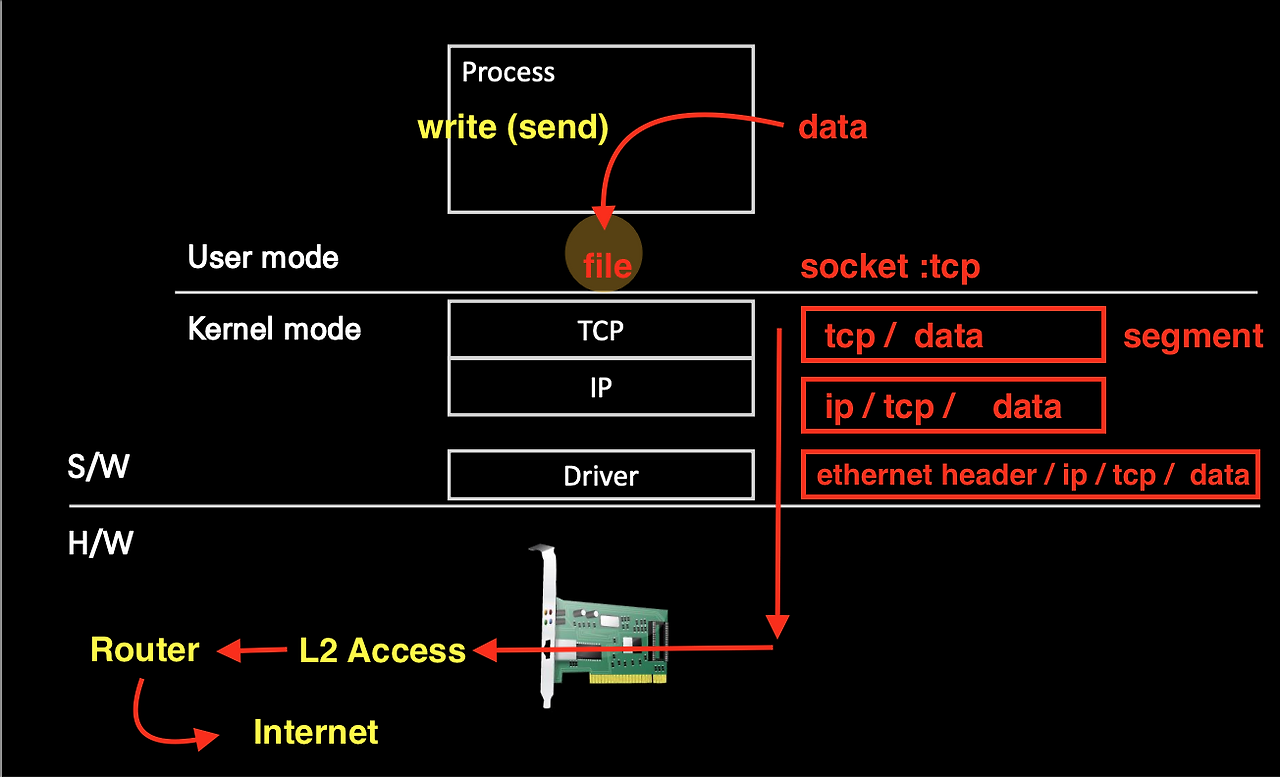 Process
write (send)
data
User mode
file
socket :tcp
Kernel mode
TCP
tcp / data
segment
IP
ip / tcp / data
S/W
Driver
ethernet header / ip / tcp / data
H/W
Router
L2 Access
Internet